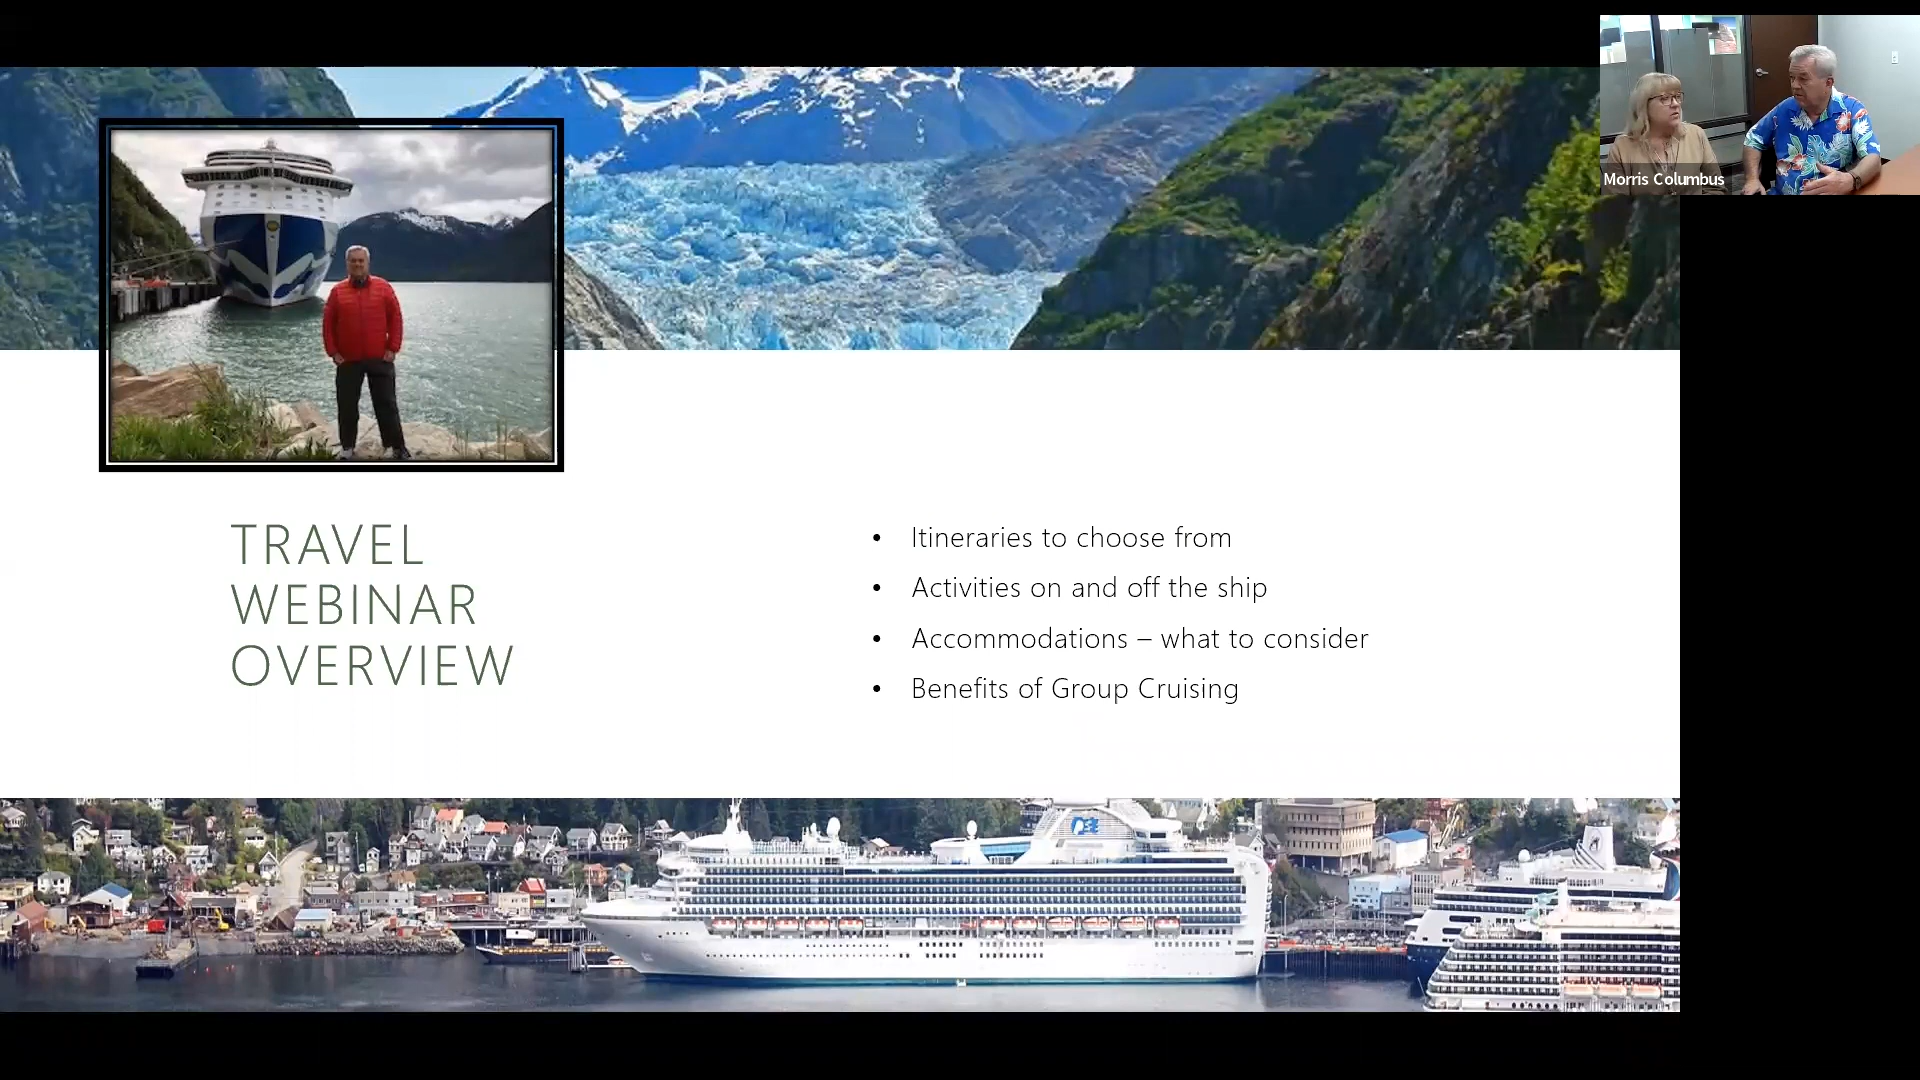 Morris Columbus
TRAVEL
WEBINAR
OVERVIEW
• Itineraries to choose from
• Activities on and off the ship
• Accommodations – what to consider
• Benefits of Group Cruising